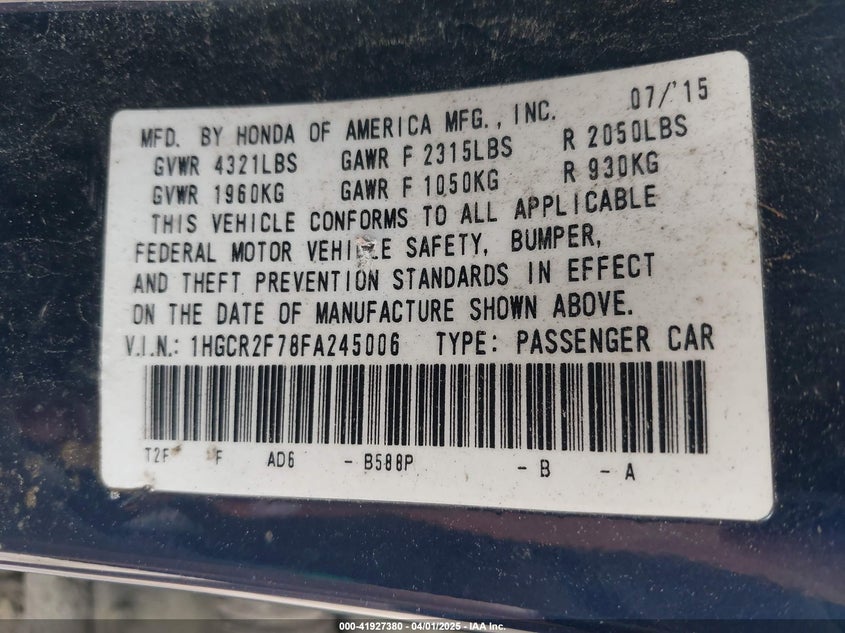 07/'15
MFD. BY HONDA OF AMERICA MFG., INC.
GVWR 4321LBS GAWR F 2315LBS R 2050LBS
GVWR 1960KG GAWR F 1050KG R 930KG
THIS VEHICLE CONFORMS TO ALL APPLICABLE
FEDERAL MOTOR VEHICLE SAFETY, BUMPER,
AND THEFT PREVENTION STANDARDS IN EFFECT
ON THE DATE OF MANUFACTURE SHOWN ABOVE.
V.I.N.: 1HGCR2F78FA245006 TYPE: PASSENGER CAR
T2F F AD6 - B588P - B - A
000-41927380 - 04/01/2025 - IAA Inc.